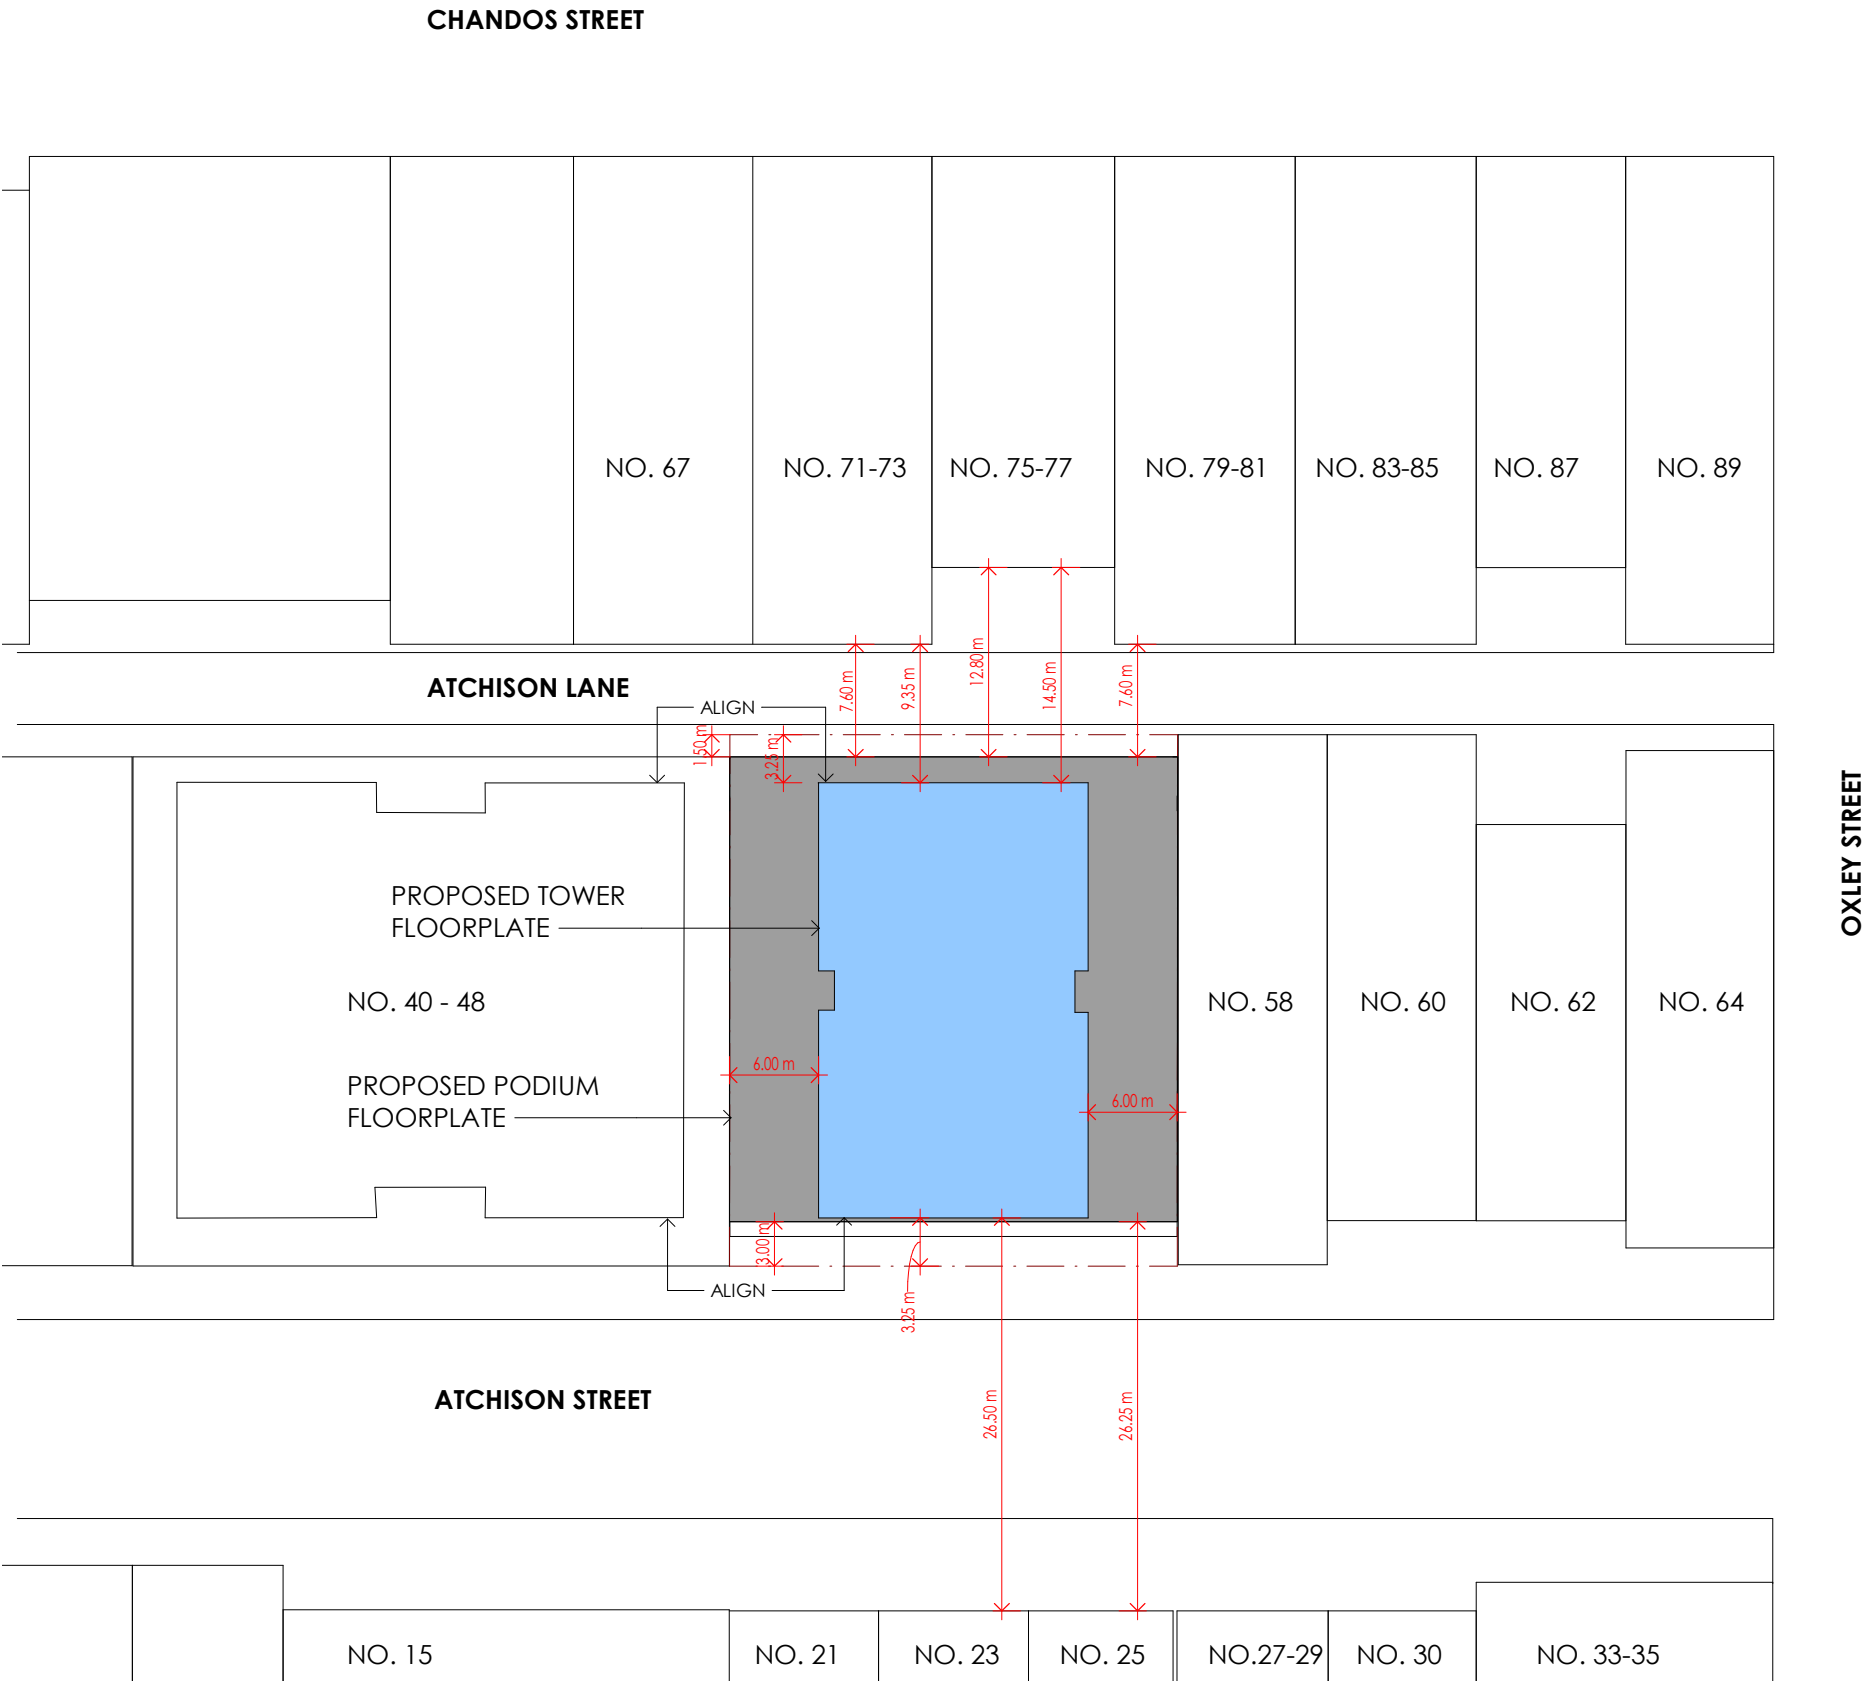 CHANDOS STREET
NO. 67
NO. 71-73
NO. 75-77
NO. 79-81
NO. 83-85
NO. 87
NO. 89
12.80 m
14.50 m
7.60 m
9.35 m
7.60 m
ATCHISON LANE
ALIGN
1.50 m
3.25 m
OXLEY STREET
PROPOSED TOWER
FLOORPLATE
NO. 40 - 48
NO. 58
NO. 60
NO. 62
NO. 64
6.00 m
PROPOSED PODIUM
FLOORPLATE
6.00 m
3.00 m
ALIGN
3.25 m
ATCHISON STREET
26.50 m
26.25 m
NO. 15
NO. 21
NO. 23
NO. 25
NO.27-29
NO. 30
NO. 33-35